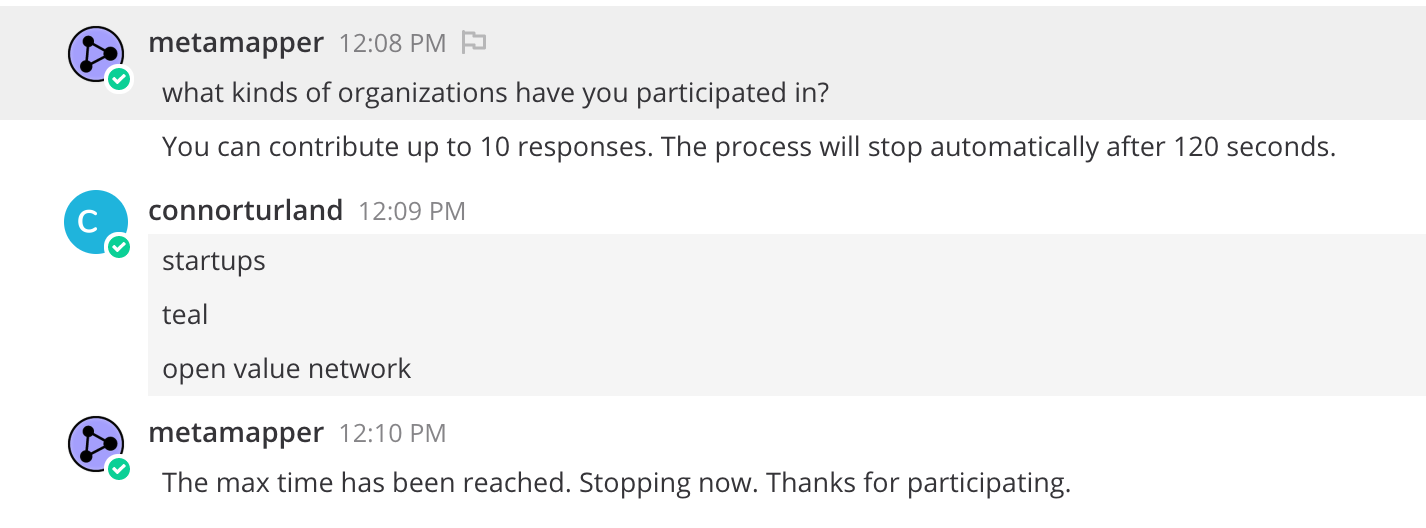 metamapper 12:08 PM
what kinds of organizations have you participated in?
You can contribute up to 10 responses. The process will stop automatically after 120 seconds.
C
connorturland 12:09 PM
startups
teal
open value network
metamapper 12:10 PM
The max time has been reached. Stopping now. Thanks for participating.